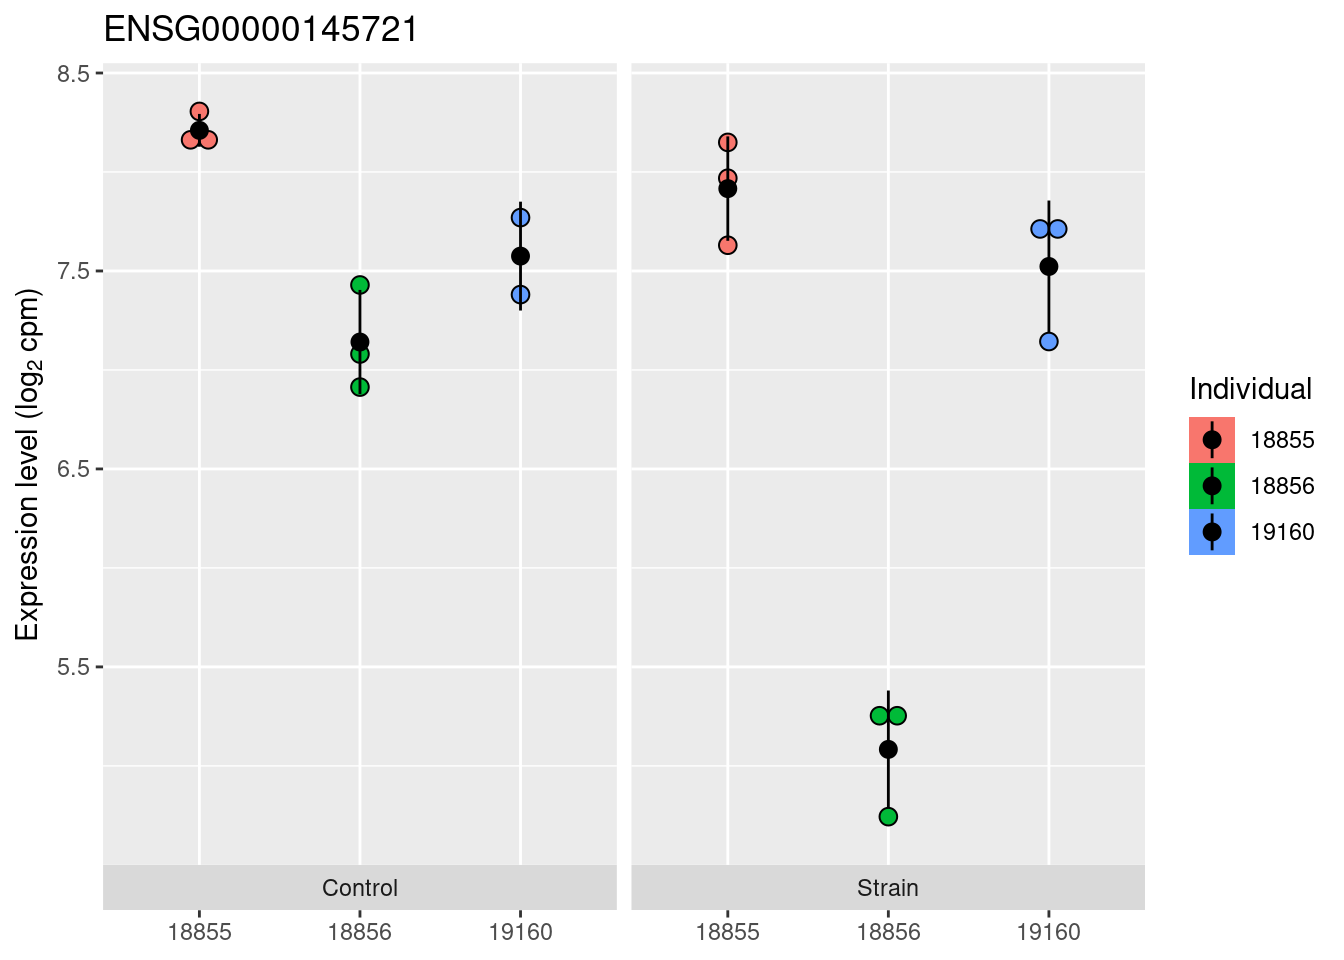 ENSG00000145721
8.5
7.5
6.5
5.5
Expression level (log₂ cpm)
Control
Strain
18855
18856
19160
18855
18856
19160
Individual
18855
18856
19160